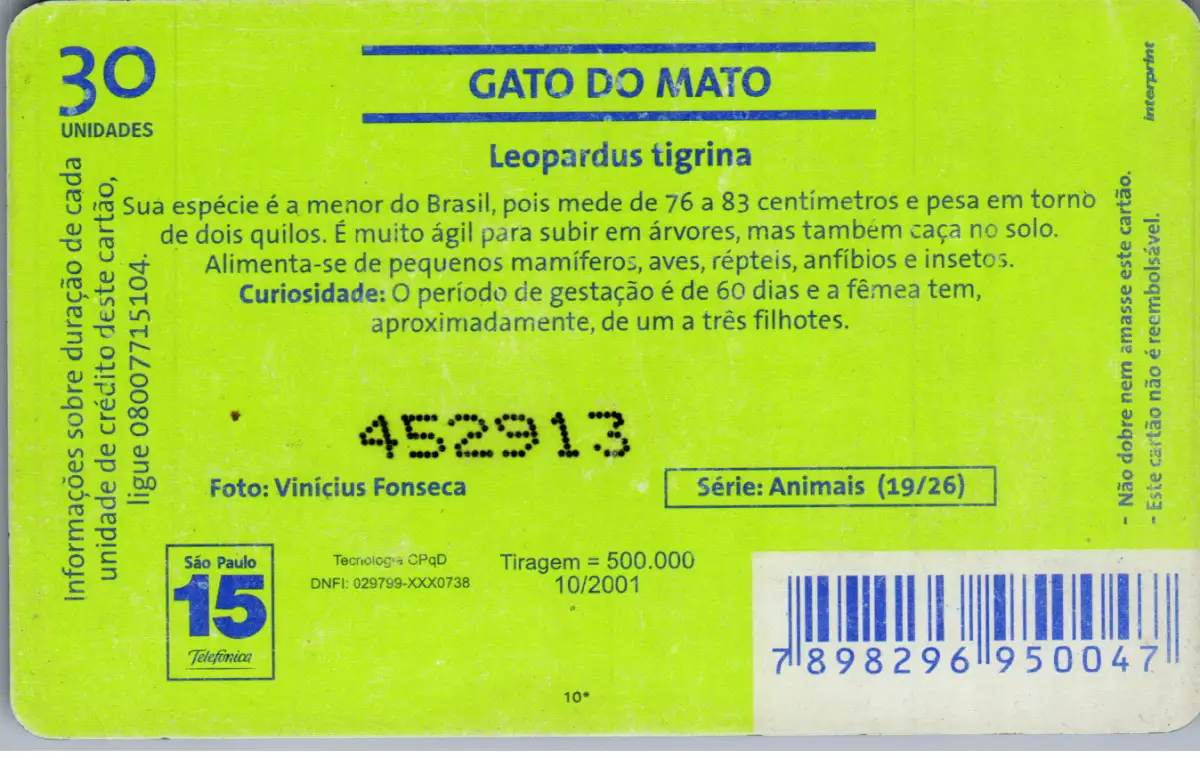 30
UNIDADES
GATO DO MATO
Leopardus tigrina
Sua espécie é a menor do Brasil, pois mede de 76 a 83 centímetros e pesa em torno
de dois quilos. É muito ágil para subir em árvores, mas também caça no solo.
Alimenta-se de pequenos mamíferos, aves, répteis, anfíbios e insetos.
Curiosidade: O período de gestação é de 60 dias e a fêmea tem,
aproximadamente, de um a três filhotes.
Informações sobre duração de cada
unidade de crédito deste cartão,
ligue 08007715104.
452913
Foto: Vinícius Fonseca
Série: Animais (19/26)
São Paulo
15
Telefônica
Tecnologia CPqD
DNFI: 029799-XXX0738
Tiragem = 500.000
10/2001
10*
interprint
- Não dobre nem amasse este cartão.
- Este cartão não é reembolsável.
7 898296 950047